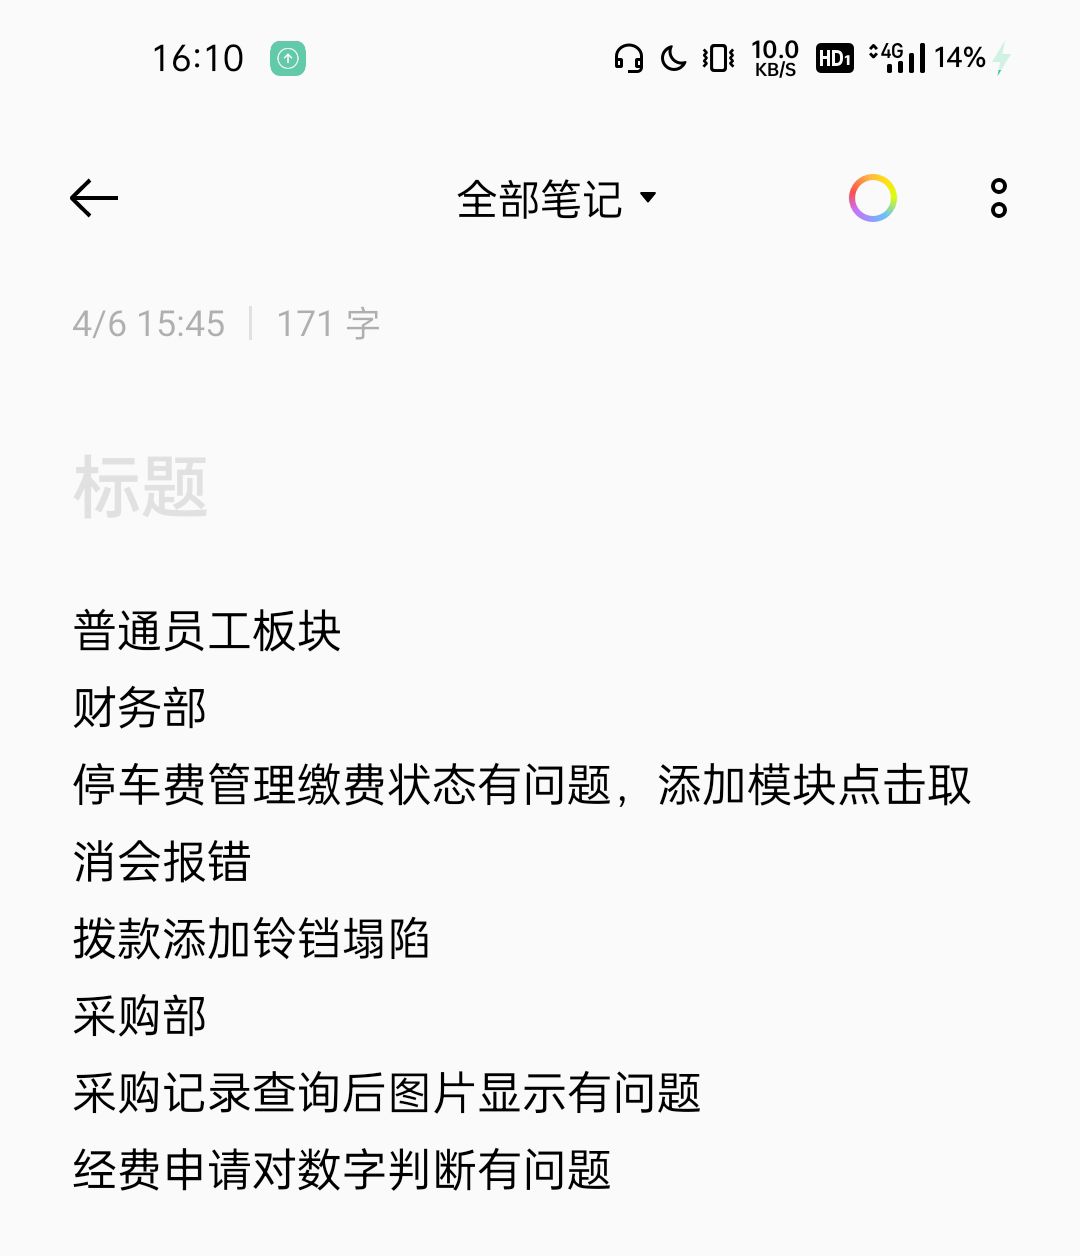 16:10 10.0 KB/S HD1 4G 14%
全部笔记
4/6 15:45 171 字
标题
普通员工板块
财务部
停车费管理缴费状态有问题，添加模块点击取
消会报错
拨款添加铃铛塌陷
采购部
采购记录查询后图片显示有问题
经费申请对数字判断有问题